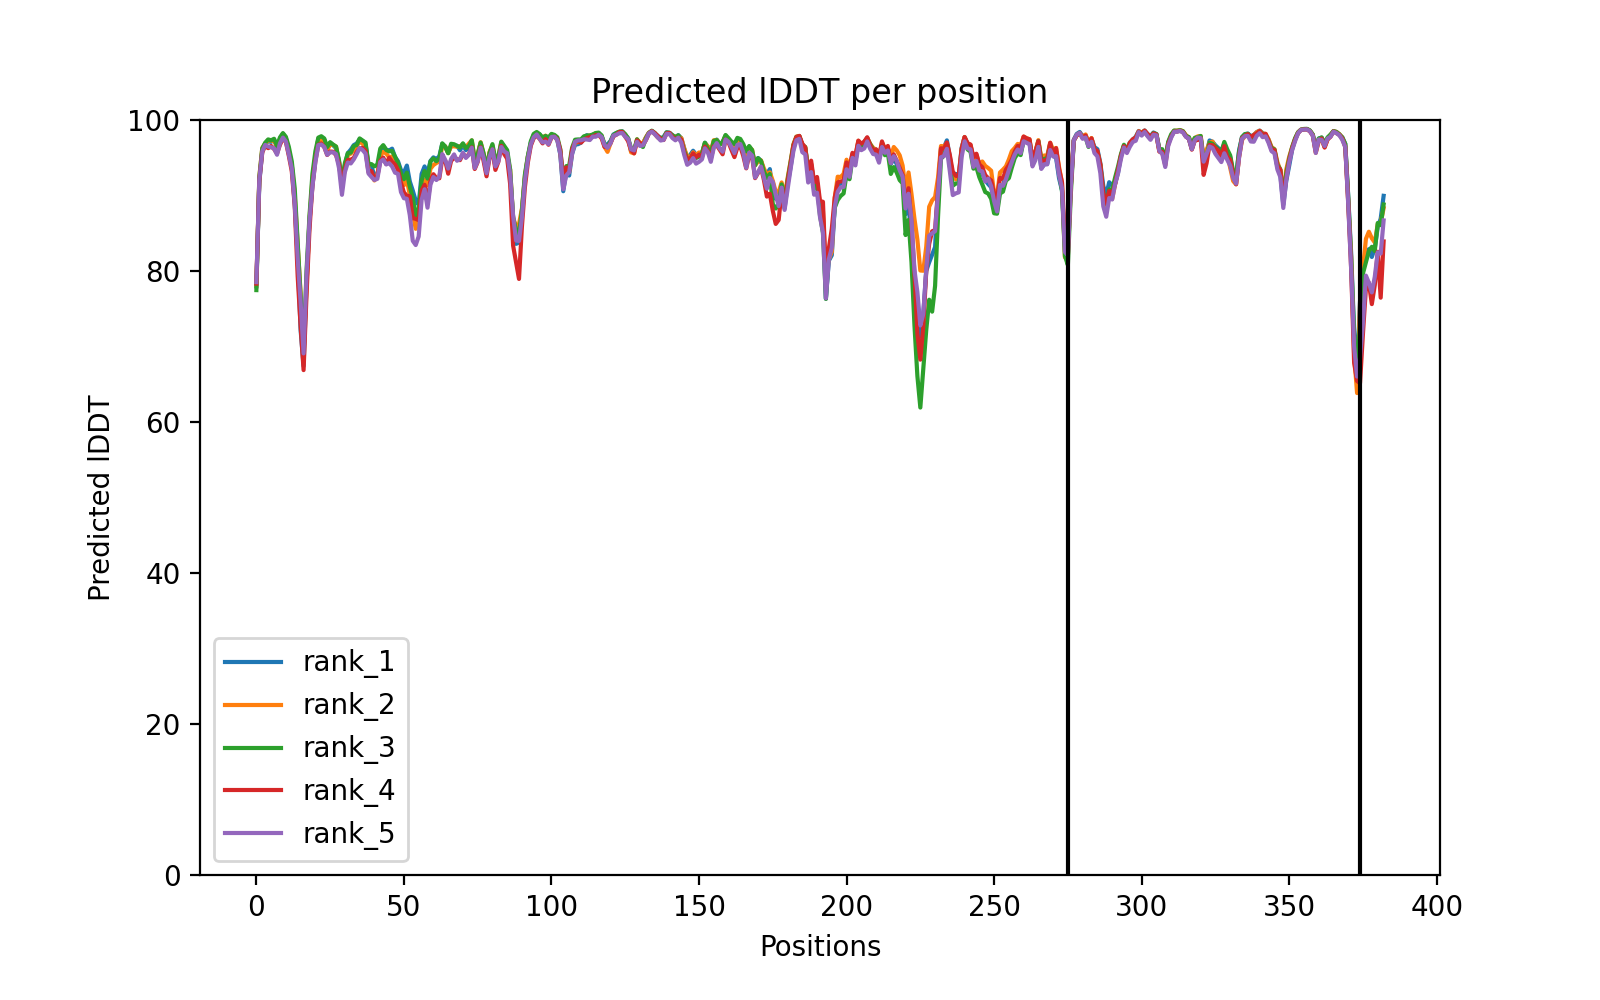 Predicted lDDT per position
100
80
60
40
20
0
Predicted lDDT
rank_1
rank_2
rank_3
rank_4
rank_5
0 50 100 150 200 250 300 350 400
Positions